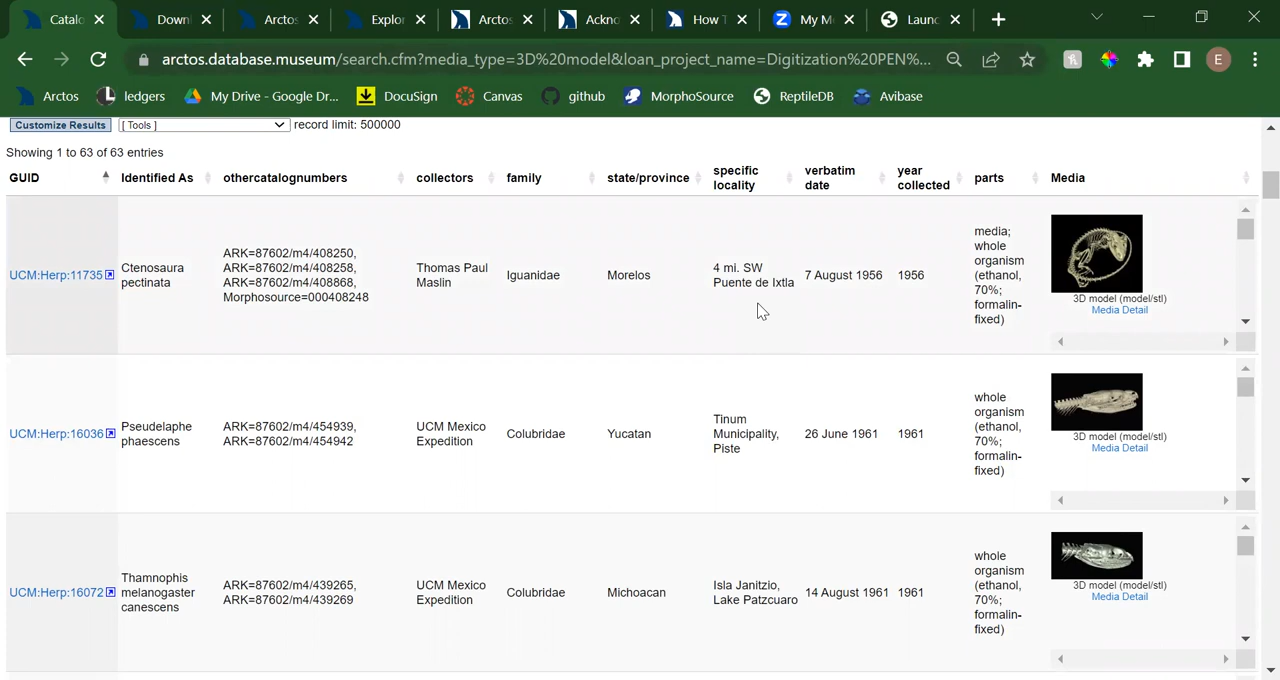 Catalo
Downl
Arctos
Explor
Arctos
Ackno
How T
My Me
Launc
arctos.database.museum/search.cfm?media_type=3D%20model&loan_project_name=Digitization%20PEN%...
E
Arctos
ledgers
My Drive - Google Dr...
DocuSign
Canvas
github
MorphoSource
ReptileDB
Avibase
Customize Results
[ Tools ]
record limit: 500000
Showing 1 to 63 of 63 entries
GUID
Identified As
othercatalognumbers
collectors
family
state/province
specific
locality
verbatim
date
year
collected
parts
Media
UCM:Herp:11735
Ctenosaura
pectinata
ARK=87602/m4/408250,
ARK=87602/m4/408258,
ARK=87602/m4/408868,
Morphosource=000408248
Thomas Paul
Maslin
Iguanidae
Morelos
4 mi. SW
Puente de Ixtla
7 August 1956
1956
media;
whole
organism
(ethanol,
70%;
formalin-
fixed)
3D model (model/stl)
Media Detail
UCM:Herp:16036
Pseudelaphe
phaescens
ARK=87602/m4/454939,
ARK=87602/m4/454942
UCM Mexico
Expedition
Colubridae
Yucatan
Tinum
Municipality,
Piste
26 June 1961
1961
whole
organism
(ethanol,
70%;
formalin-
fixed)
3D model (model/stl)
Media Detail
UCM:Herp:16072
Thamnophis
melanogaster
canescens
ARK=87602/m4/439265,
ARK=87602/m4/439269
UCM Mexico
Expedition
Colubridae
Michoacan
Isla Janitzio,
Lake Patzcuaro
14 August 1961
1961
whole
organism
(ethanol,
70%;
formalin-
fixed)
3D model (model/stl)
Media Detail